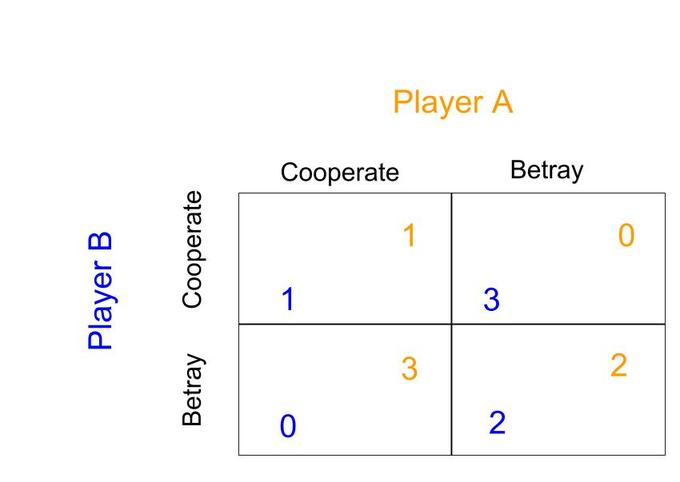 Player A
Cooperate Betray
Player B
Cooperate
1 0
1 3
Betray
3 2
0 2